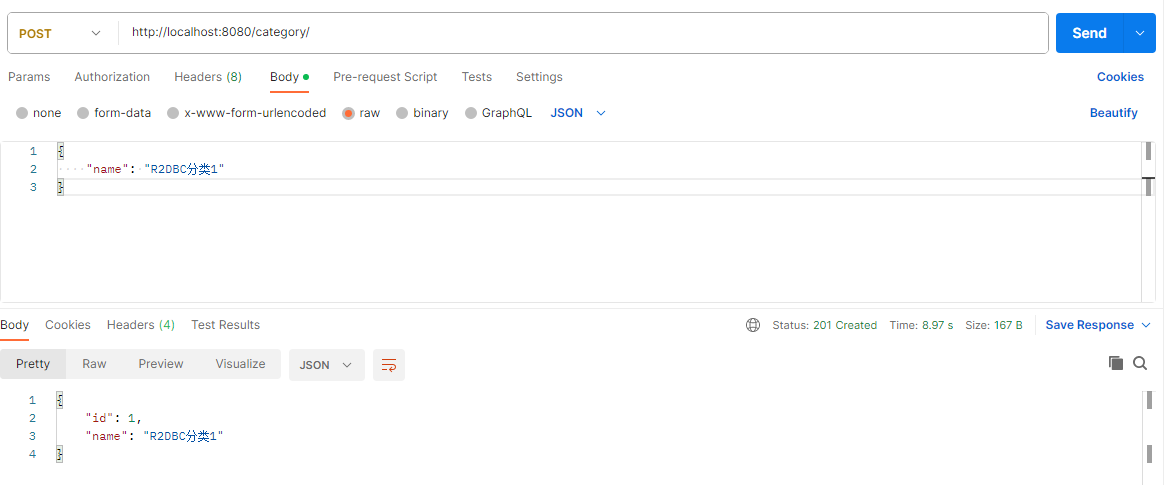 POST http://localhost:8080/category/ Send
Params Authorization Headers (8) Body Pre-request Script Tests Settings Cookies
none form-data x-www-form-urlencoded raw binary GraphQL JSON Beautify
1 {
2 "name": "R2DBC分类1"
3 }
Body Cookies Headers (4) Test Results Status: 201 Created Time: 8.97 s Size: 167 B Save Response
Pretty Raw Preview Visualize JSON
1 {
2 "id": 1,
3 "name": "R2DBC分类1"
4 }